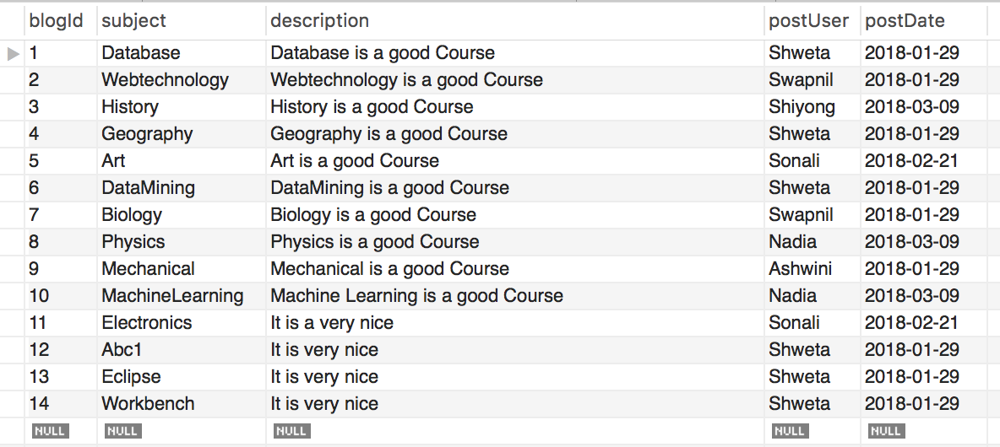 blogId subject description postUser postDate
1 Database Database is a good Course Shweta 2018-01-29
2 Webtechnology Webtechnology is a good Course Swapnil 2018-01-29
3 History History is a good Course Shiyong 2018-03-09
4 Geography Geography is a good Course Shweta 2018-01-29
5 Art Art is a good Course Sonali 2018-02-21
6 DataMining DataMining is a good Course Shweta 2018-01-29
7 Biology Biology is a good Course Swapnil 2018-01-29
8 Physics Physics is a good Course Nadia 2018-03-09
9 Mechanical Mechanical is a good Course Ashwini 2018-01-29
10 MachineLearning Machine Learning is a good Course Nadia 2018-03-09
11 Electronics It is a very nice Sonali 2018-02-21
12 Abc1 It is very nice Shweta 2018-01-29
13 Eclipse It is very nice Shweta 2018-01-29
14 Workbench It is very nice Shweta 2018-01-29
NULL NULL NULL NULL NULL